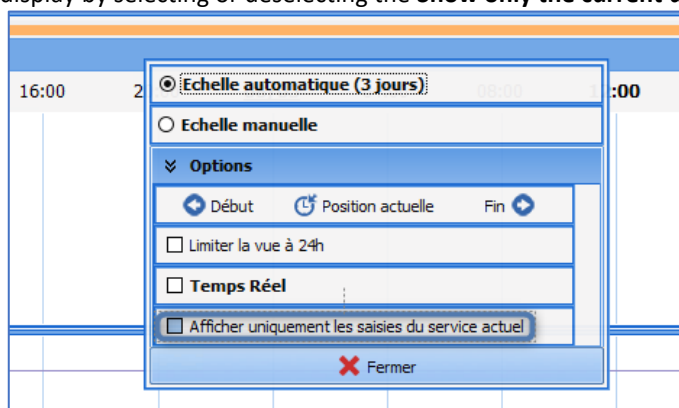 display by selecting or deselecting the Show only the current
16:00 2 08:00 :00
Echelle automatique (3 jours)
Echelle manuelle
Options
Début Position actuelle Fin
Limiter la vue à 24h
Temps Réel
Afficher uniquement les saisies du service actuel
Fermer